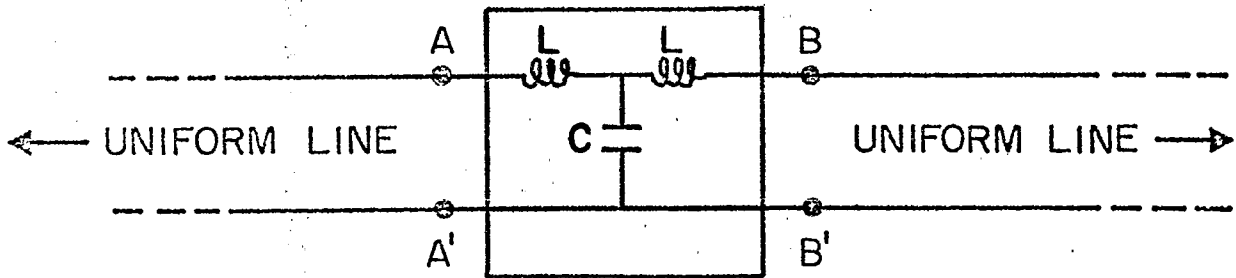 A L L B
UNIFORM LINE C UNIFORM LINE
A' B'